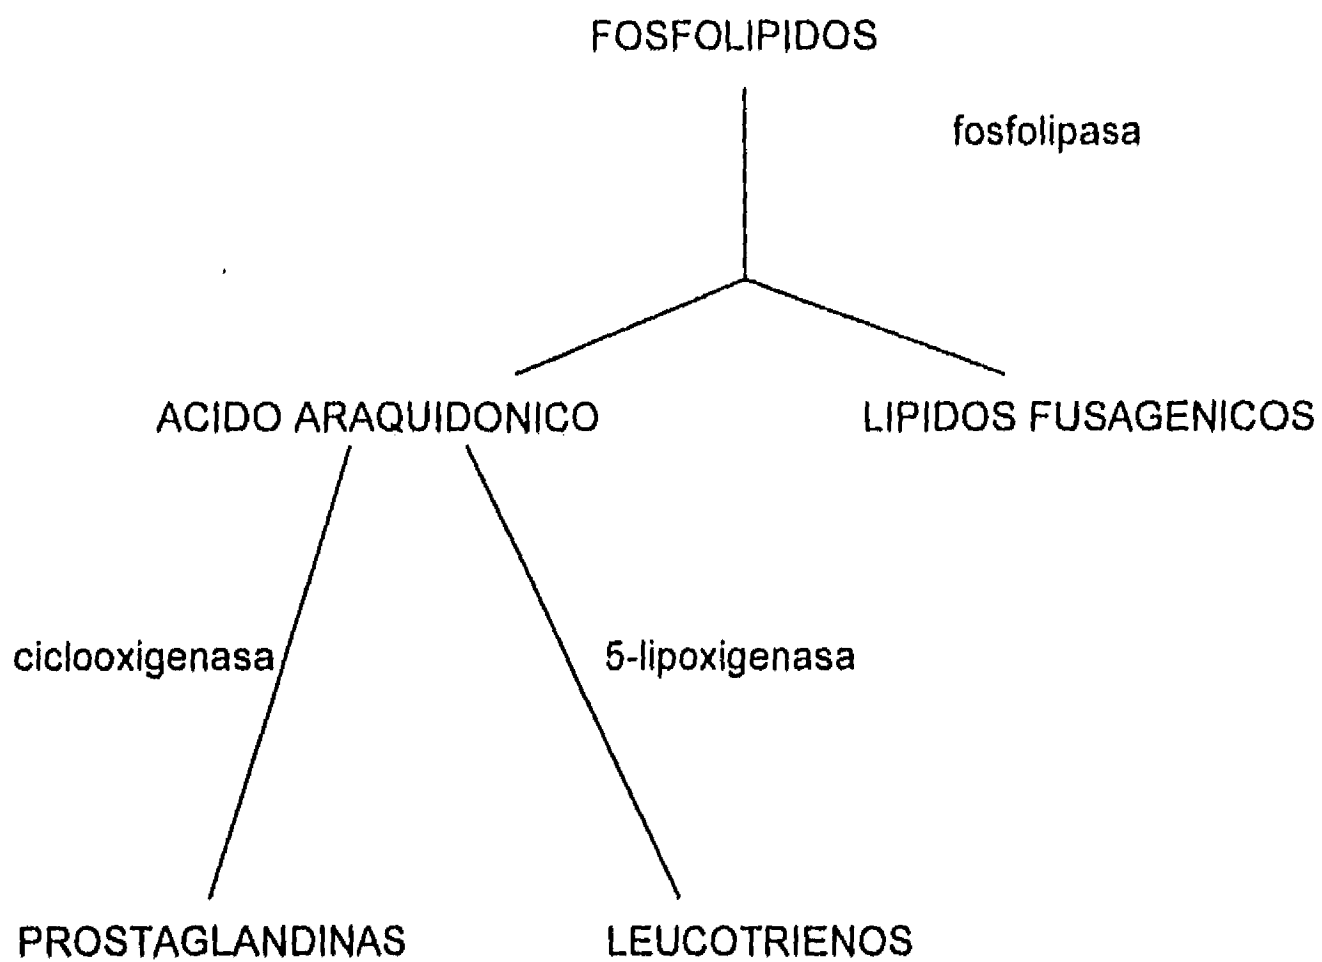 FOSFOLIPIDOS
fosfolipasa
ACIDO ARAQUIDONICO
LIPIDOS FUSAGENICOS
ciclooxigenasa
5-lipoxigenasa
PROSTAGLANDINAS
LEUCOTRIENOS